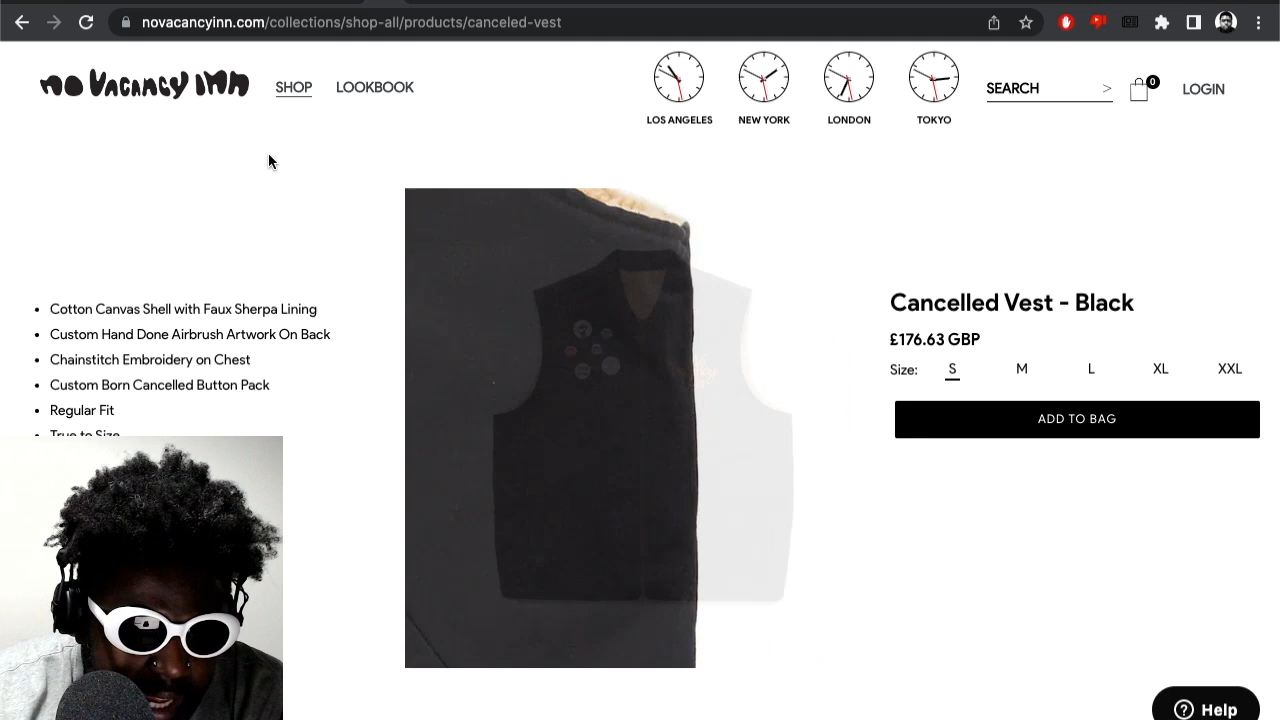 novacancyinn.com/collections/shop-all/products/canceled-vest
no Vacancy INN
SHOP
LOOKBOOK
LOS ANGELES
NEW YORK
LONDON
TOKYO
SEARCH >
0
LOGIN
Cotton Canvas Shell with Faux Sherpa Lining
Custom Hand Done Airbrush Artwork On Back
Chainstitch Embroidery on Chest
Custom Born Cancelled Button Pack
Regular Fit
True to Size
Cancelled Vest - Black
£176.63 GBP
Size: S M L XL XXL
ADD TO BAG
? Help